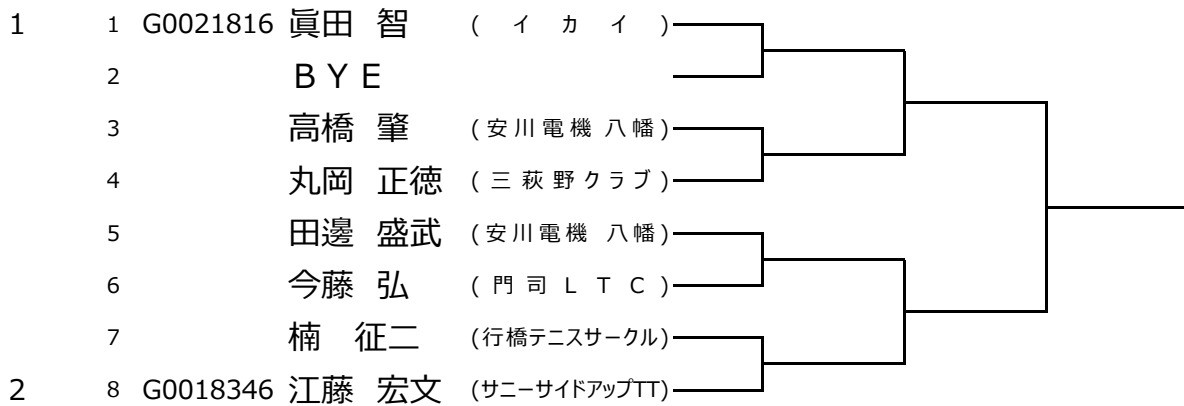 1 1 G0021816 眞田 智 (イカイ)
2 BYE
3 高橋 肇 (安川電機 八幡)
4 丸岡 正徳 (三萩野クラブ)
5 田邊 盛武 (安川電機 八幡)
6 今藤 弘 (門司LTC)
7 楠 征二 (行橋テニスサークル)
2 8 G0018346 江藤 宏文 (サニーサイドアップTT)